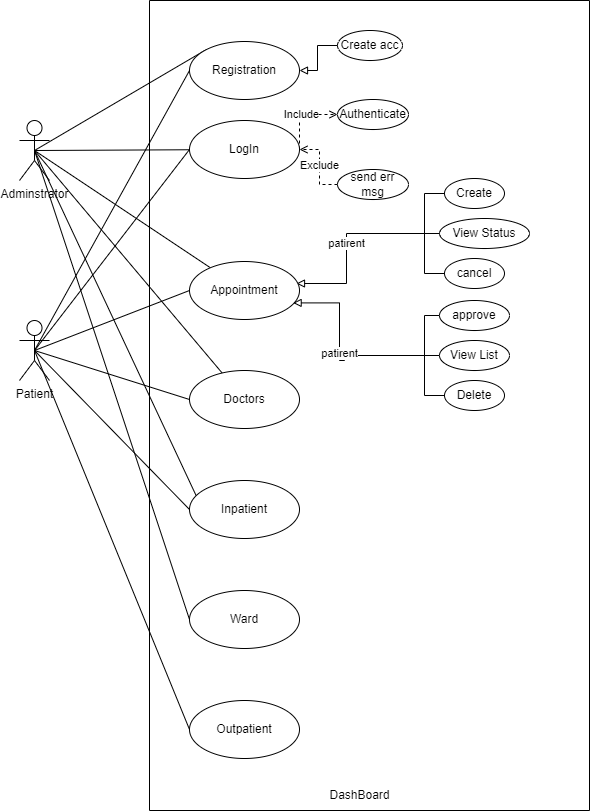 Create acc
Registration
Include
Authenticate
LogIn
Exclude
send err
msg
Adminstrator
Create
View Status
patirent
cancel
Appointment
approve
patirent
View List
Patient
Doctors
Delete
Inpatient
Ward
Outpatient
DashBoard